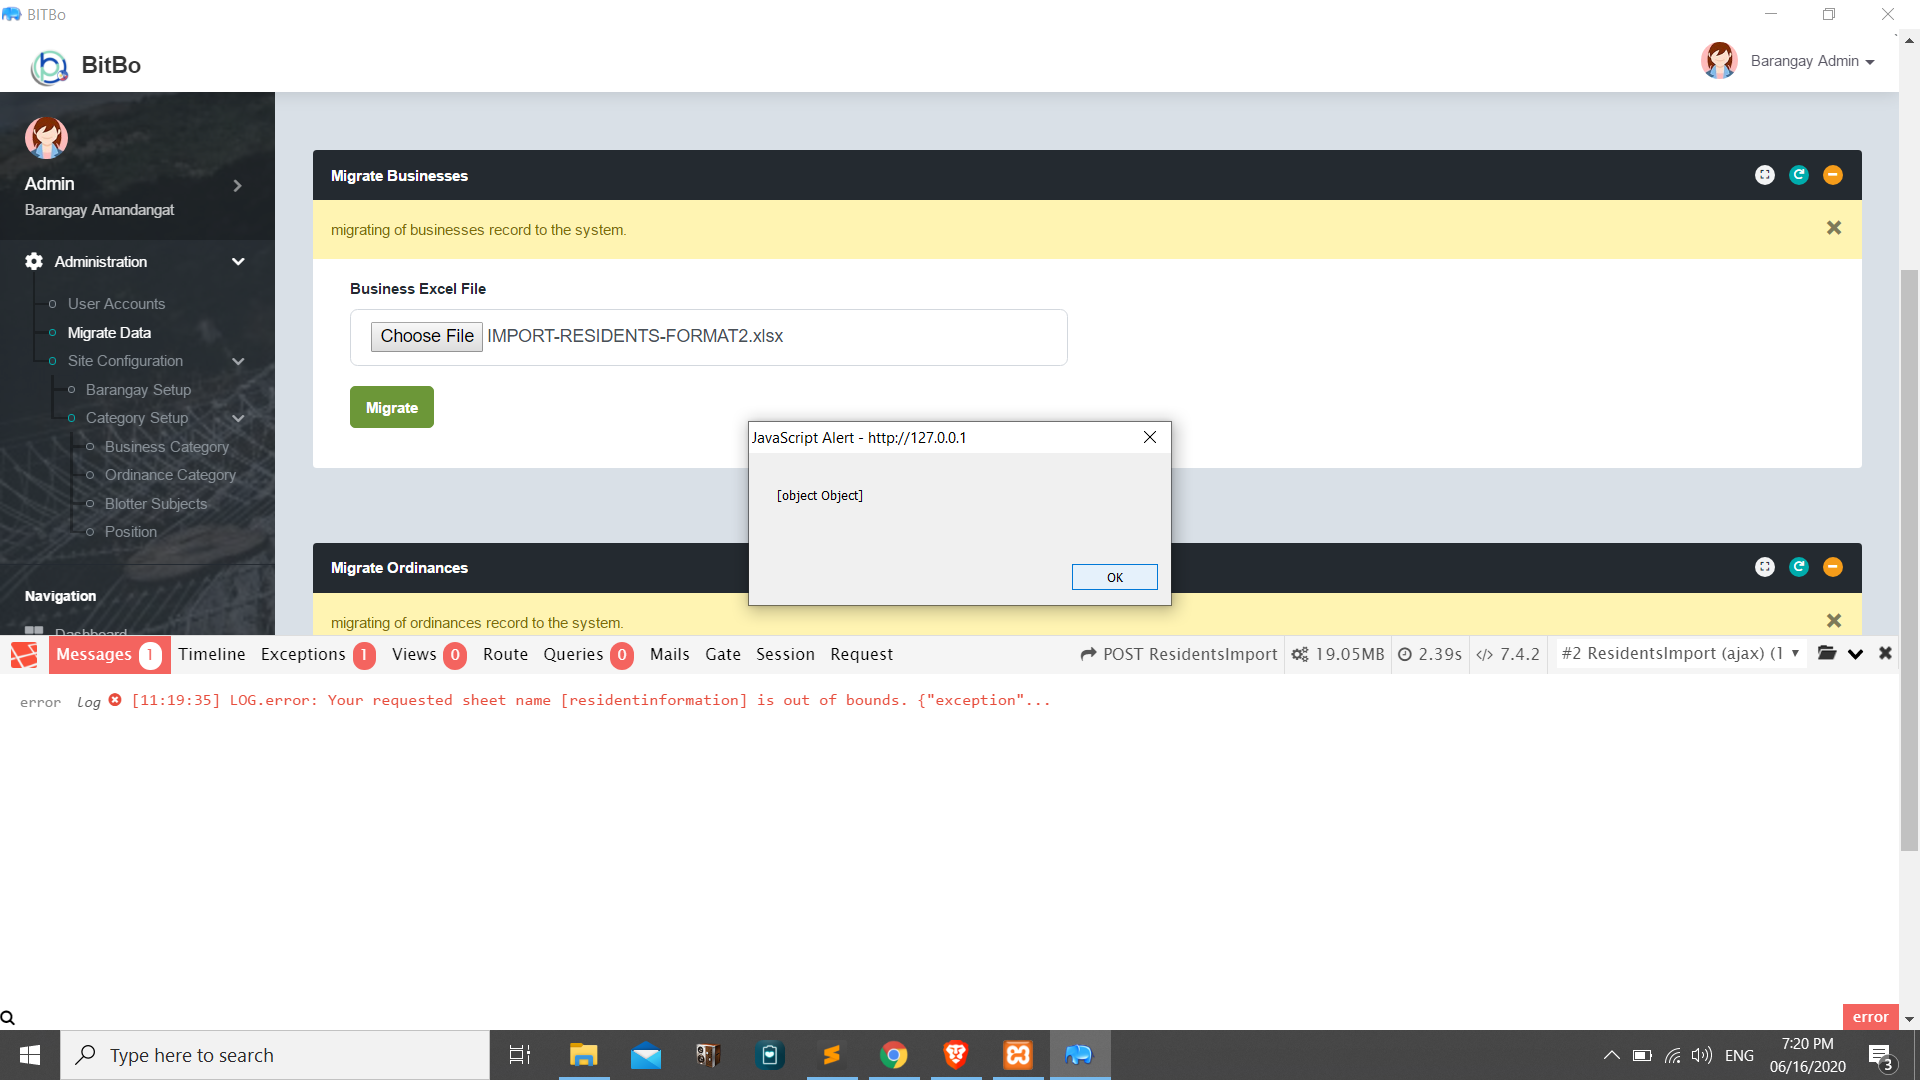 BITBo
BitBo
Barangay Admin
Admin
Barangay Amandangat
Administration
User Accounts
Migrate Data
Site Configuration
Barangay Setup
Category Setup
Business Category
Ordinance Category
Blotter Subjects
Position
Navigation
Dashboard
Migrate Businesses
migrating of businesses record to the system.
Business Excel File
Choose File IMPORT-RESIDENTS-FORMAT2.xlsx
Migrate
JavaScript Alert - http://127.0.0.1
[object Object]
OK
Migrate Ordinances
migrating of ordinances record to the system.
Messages 1 Timeline Exceptions 1 Views 0 Route Queries 0 Mails Gate Session Request POST ResidentsImport 19.05MB 2.39s </> 7.4.2 #2 ResidentsImport (ajax) (1
error log [11:19:35] LOG.error: Your requested sheet name [residentinformation] is out of bounds. {"exception"...
error
Type here to search
ENG
7:20 PM
06/16/2020
3